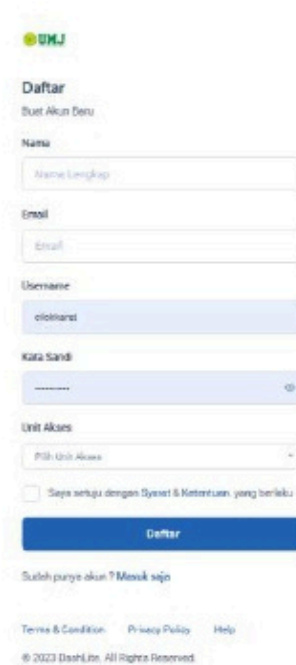 UMJ
Daftar
Buat Akun Baru
Nama
Nama Lengkap
Email
Email
Username
Kata Sandi
Unit Akses
Pilih Unit Akses
Saya setuju dengan Syarat & Ketentuan yang berlaku
Daftar
Sudah punya akun ? Masuk saja
Terms & Condition Privacy Policy Help
© 2023 DashLite. All Rights Reserved.